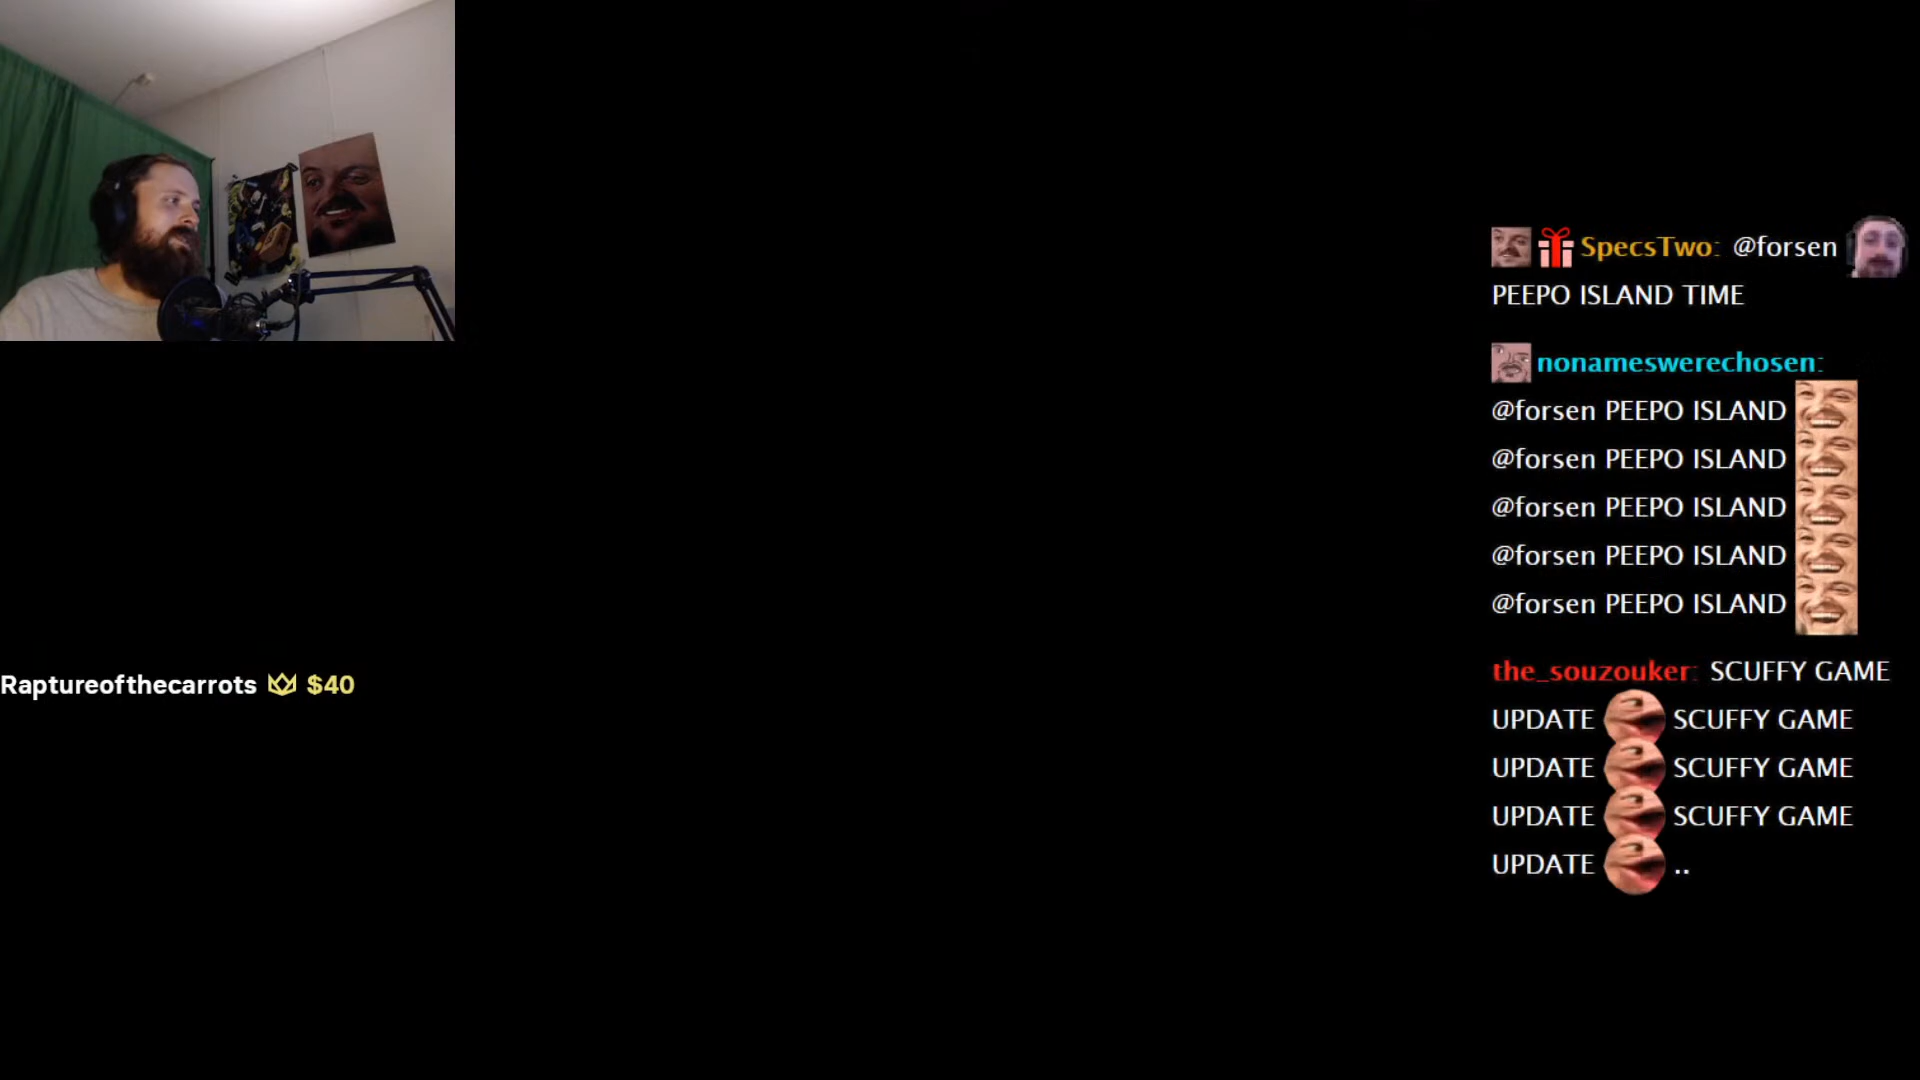 SpecsTwo: @forsen
PEEPO ISLAND TIME
nonameswerechosen:
@forsen PEEPO ISLAND
@forsen PEEPO ISLAND
@forsen PEEPO ISLAND
@forsen PEEPO ISLAND
@forsen PEEPO ISLAND
the_souzouker: SCUFFY GAME
UPDATE SCUFFY GAME
UPDATE SCUFFY GAME
UPDATE SCUFFY GAME
UPDATE ..
Raptureofthecarrots $40